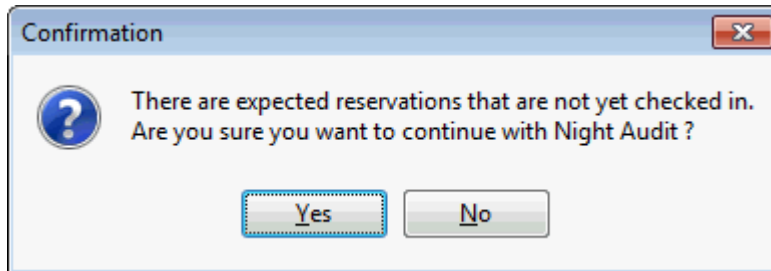 Confirmation
There are expected reservations that are not yet checked in.
Are you sure you want to continue with Night Audit ?
Yes
No